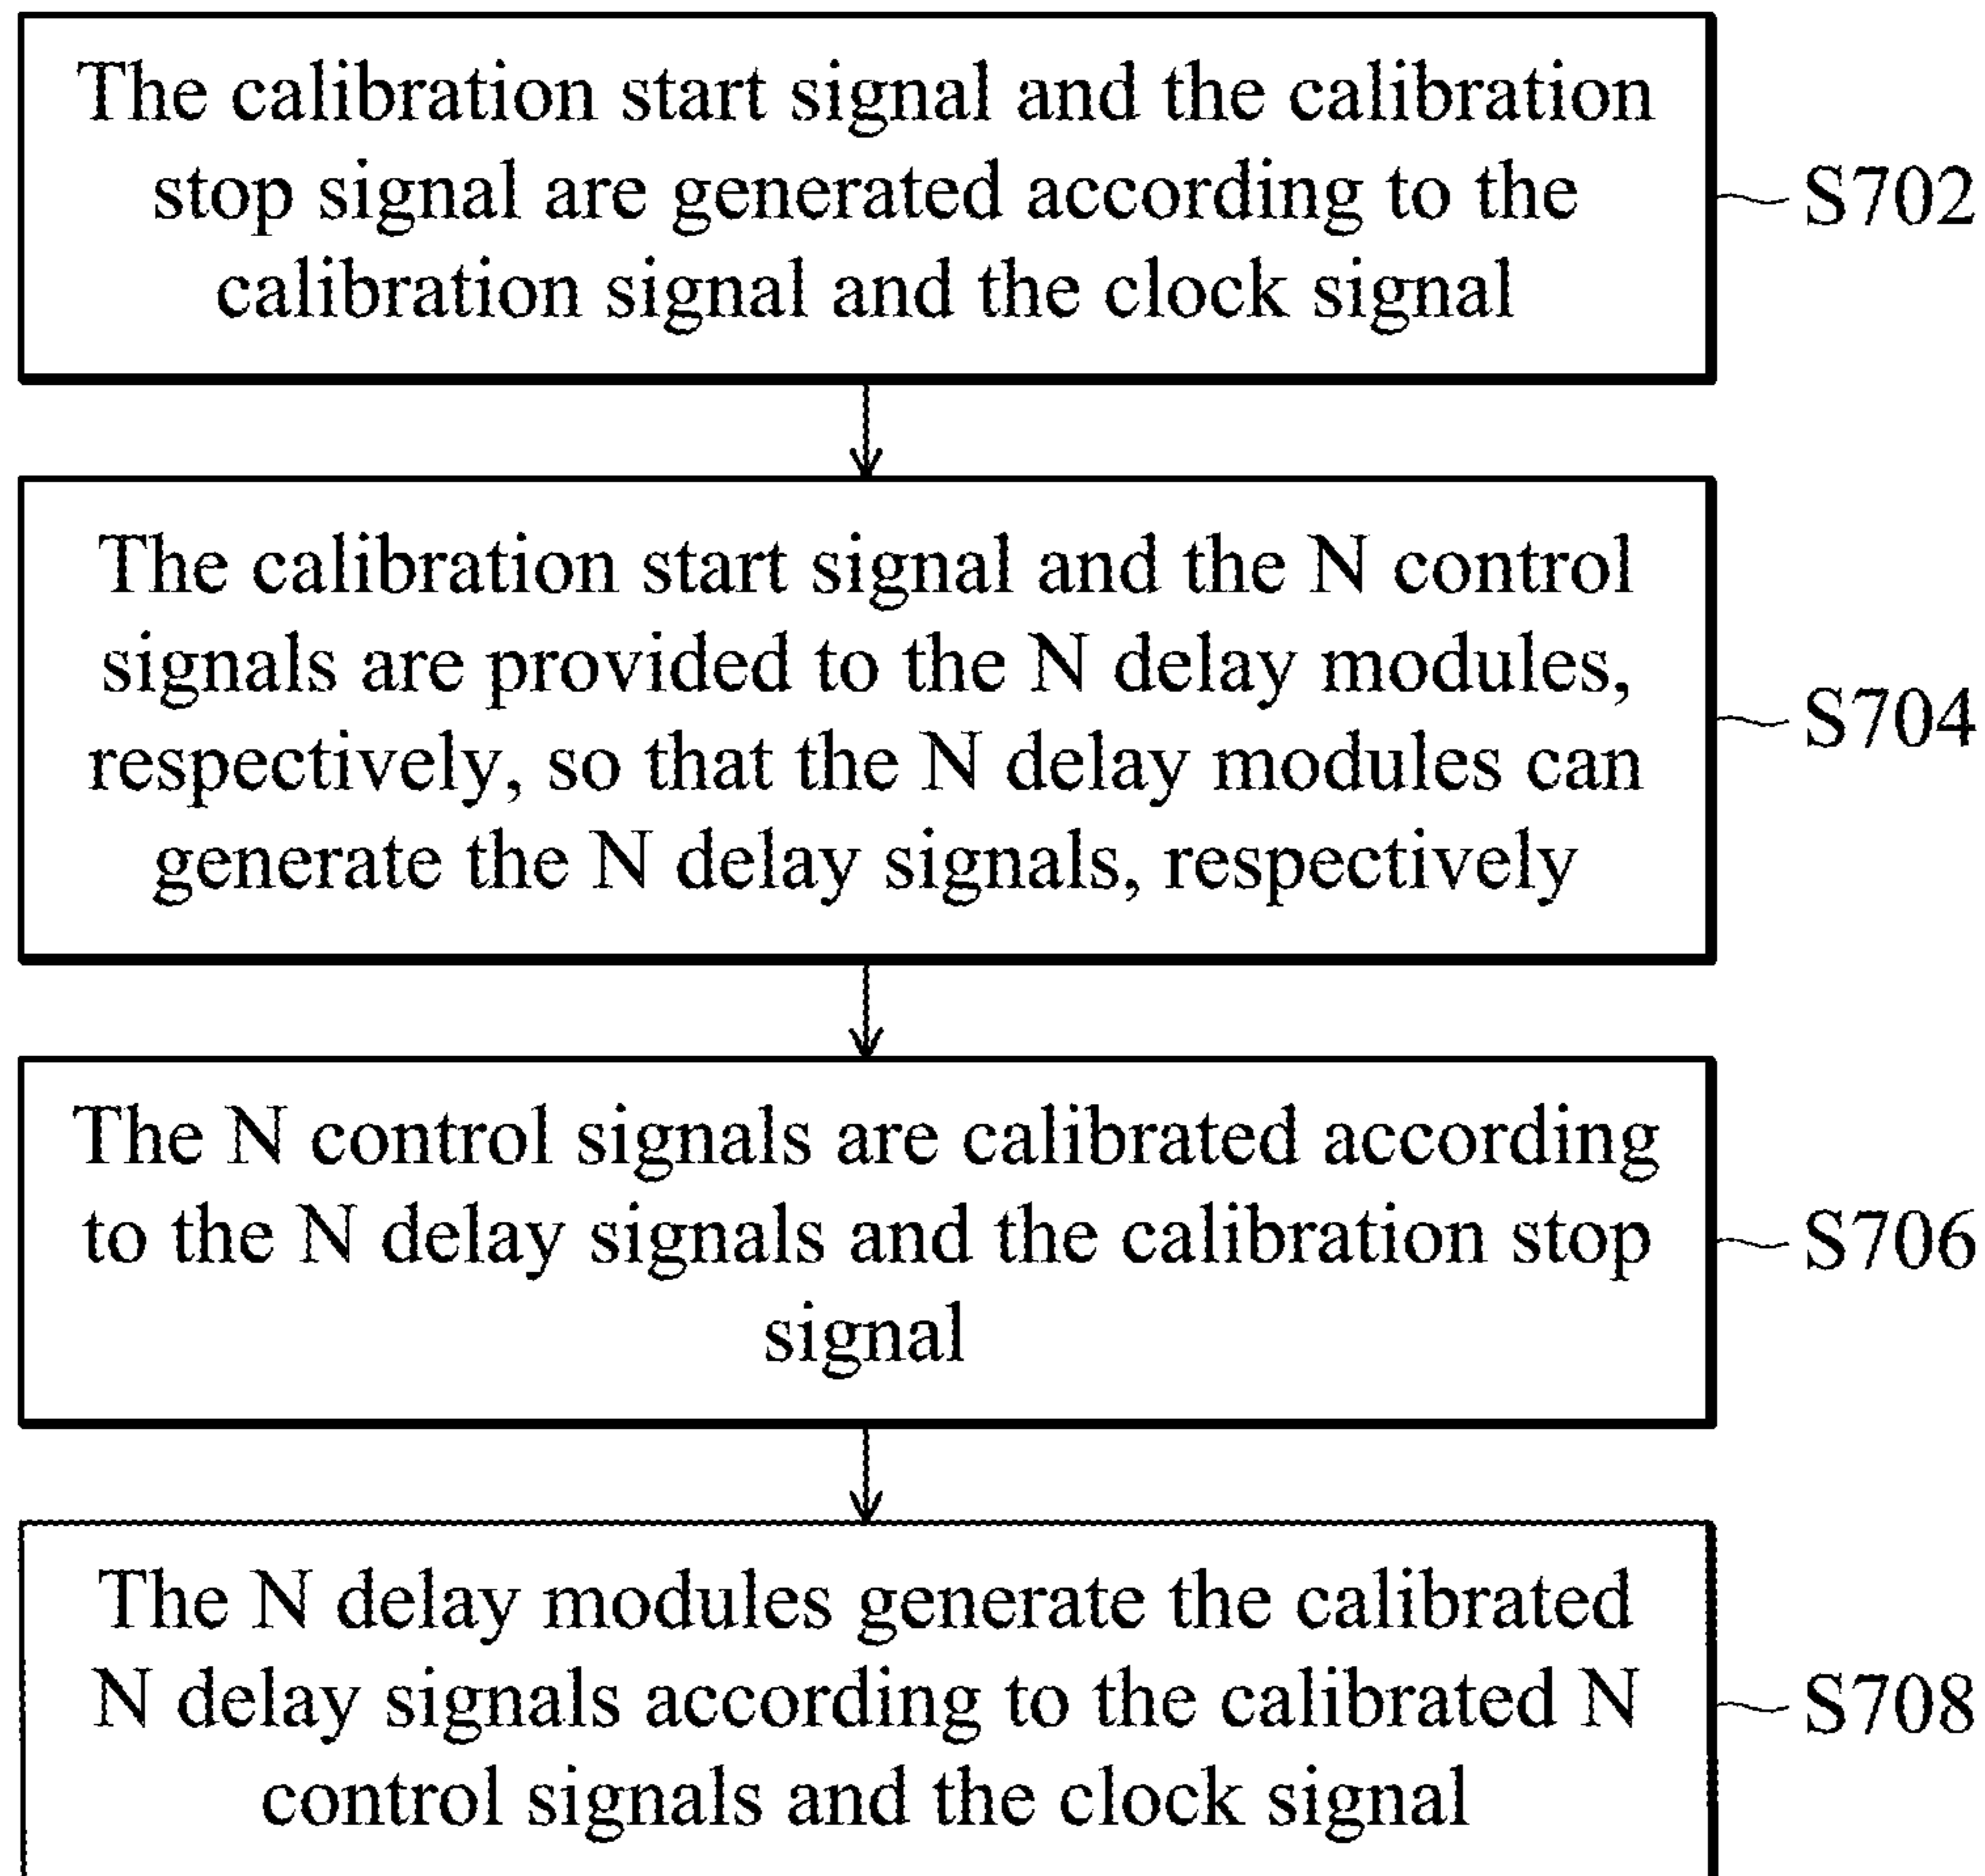 The calibration start signal and the calibration
stop signal are generated according to the
calibration signal and the clock signal
S702
The calibration start signal and the N control
signals are provided to the N delay modules,
respectively, so that the N delay modules can
generate the N delay signals, respectively
S704
The N control signals are calibrated according
to the N delay signals and the calibration stop
signal
S706
The N delay modules generate the calibrated
N delay signals according to the calibrated N
control signals and the clock signal
S708